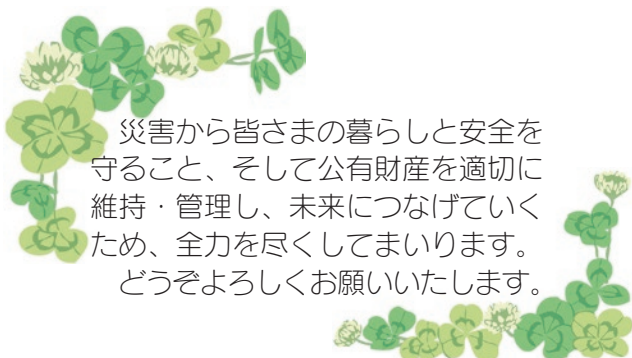 災害から皆さまの暮らしと安全を
守ること、そして公有財産を適切に
維持・管理し、未来につなげていく
ため、全力を尽くしてまいります。
　どうぞよろしくお願いいたします。